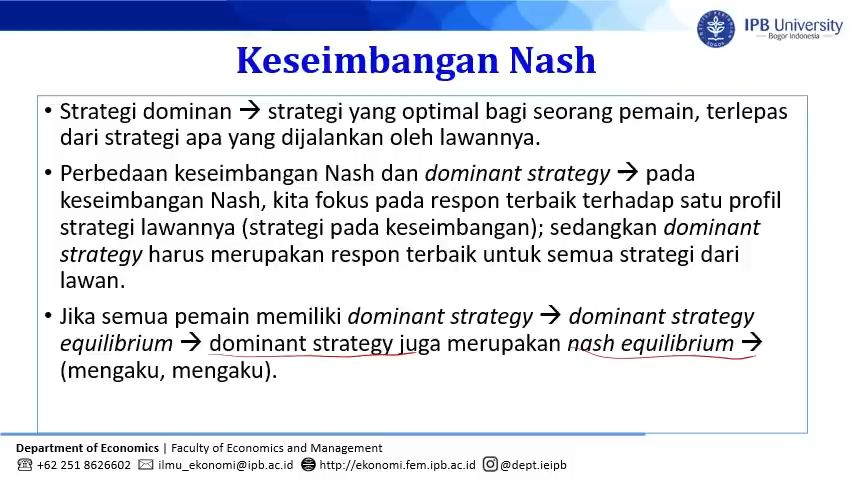 IPB University
Bogor Indonesia
Keseimbangan Nash
• Strategi dominan → strategi yang optimal bagi seorang pemain, terlepas
dari strategi apa yang dijalankan oleh lawannya.
• Perbedaan keseimbangan Nash dan dominant strategy → pada
keseimbangan Nash, kita fokus pada respon terbaik terhadap satu profil
strategi lawannya (strategi pada keseimbangan); sedangkan dominant
strategy harus merupakan respon terbaik untuk semua strategi dari
lawan.
• Jika semua pemain memiliki dominant strategy → dominant strategy
equilibrium → dominant strategy juga merupakan nash equilibrium →
(mengaku, mengaku).
Department of Economics | Faculty of Economics and Management
+62 251 8626602 ilmu_ekonomi@ipb.ac.id http://ekonomi.fem.ipb.ac.id @dept.ieipb